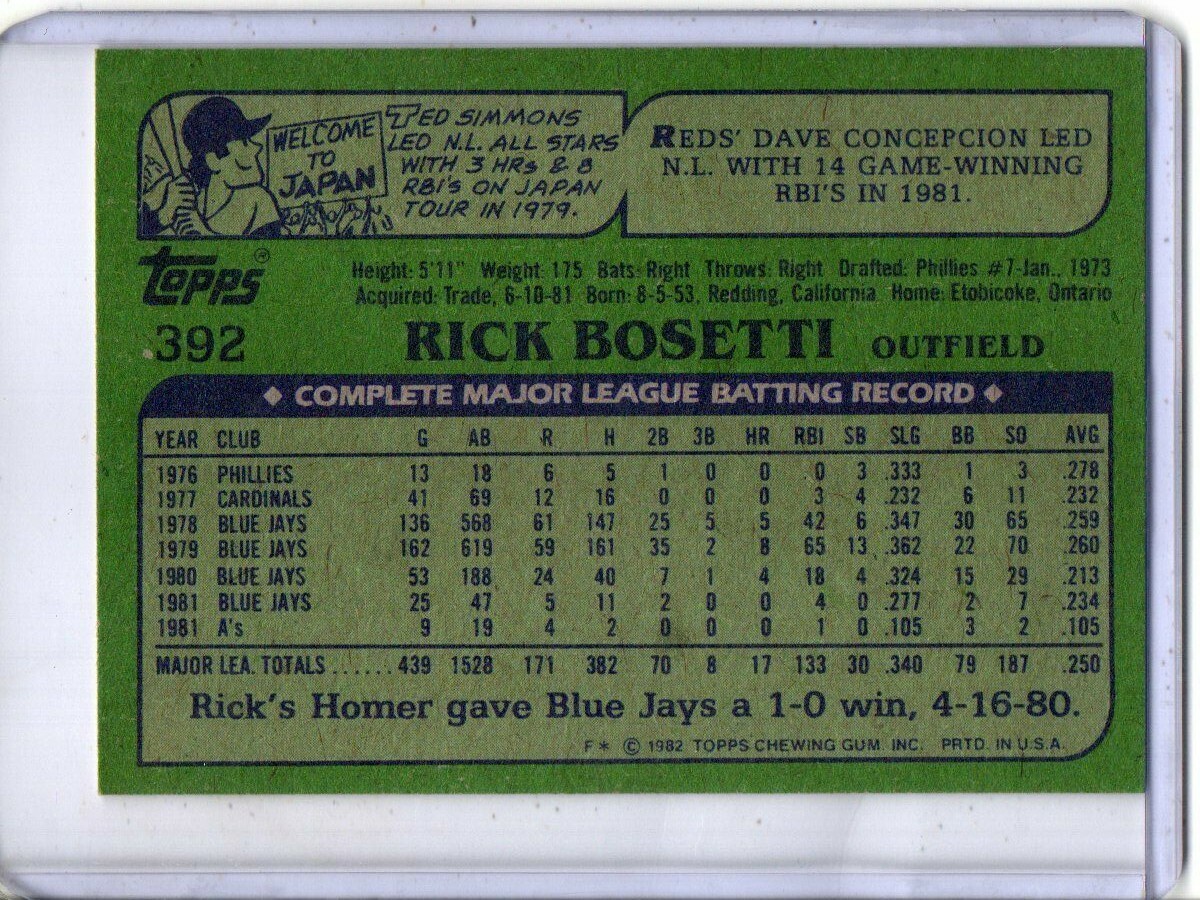 WELCOME
TO
JAPAN
TED SIMMONS
LED N.L. ALL STARS
WITH 3 HRs & 8
RBI'S ON JAPAN
TOUR IN 1979.
REDS' DAVE CONCEPCION LED
N.L. WITH 14 GAME-WINNING
RBI'S IN 1981.
Topps®
Height: 5'11" Weight: 175 Bats: Right Throws: Right Drafted: Phillies #7-Jan., 1973
Acquired: Trade, 6-10-81 Born: 8-5-53, Redding, California Home: Etobicoke, Ontario
392 RICK BOSETTI OUTFIELD
◆ COMPLETE MAJOR LEAGUE BATTING RECORD ◆
YEAR CLUB G AB R H 2B 3B HR RBI SB SLG BB SO AVG
1976 PHILLIES 13 18 6 5 1 0 0 0 3 .333 1 3 .278
1977 CARDINALS 41 69 12 16 0 0 0 3 4 .232 6 11 .232
1978 BLUE JAYS 136 568 61 147 25 5 5 42 6 .347 30 65 .259
1979 BLUE JAYS 162 619 59 161 35 2 8 65 13 .362 22 70 .260
1980 BLUE JAYS 53 188 24 40 7 1 4 18 4 .324 15 29 .213
1981 BLUE JAYS 25 47 5 11 2 0 0 4 0 .277 2 7 .234
1981 A's 9 19 4 2 0 0 0 1 0 .105 3 2 .105
MAJOR LEA. TOTALS ...... 439 1528 171 382 70 8 17 133 30 .340 79 187 .250
Rick's Homer gave Blue Jays a 1-0 win, 4-16-80.
F* © 1982 TOPPS CHEWING GUM. INC. PRTD. IN U.S.A.